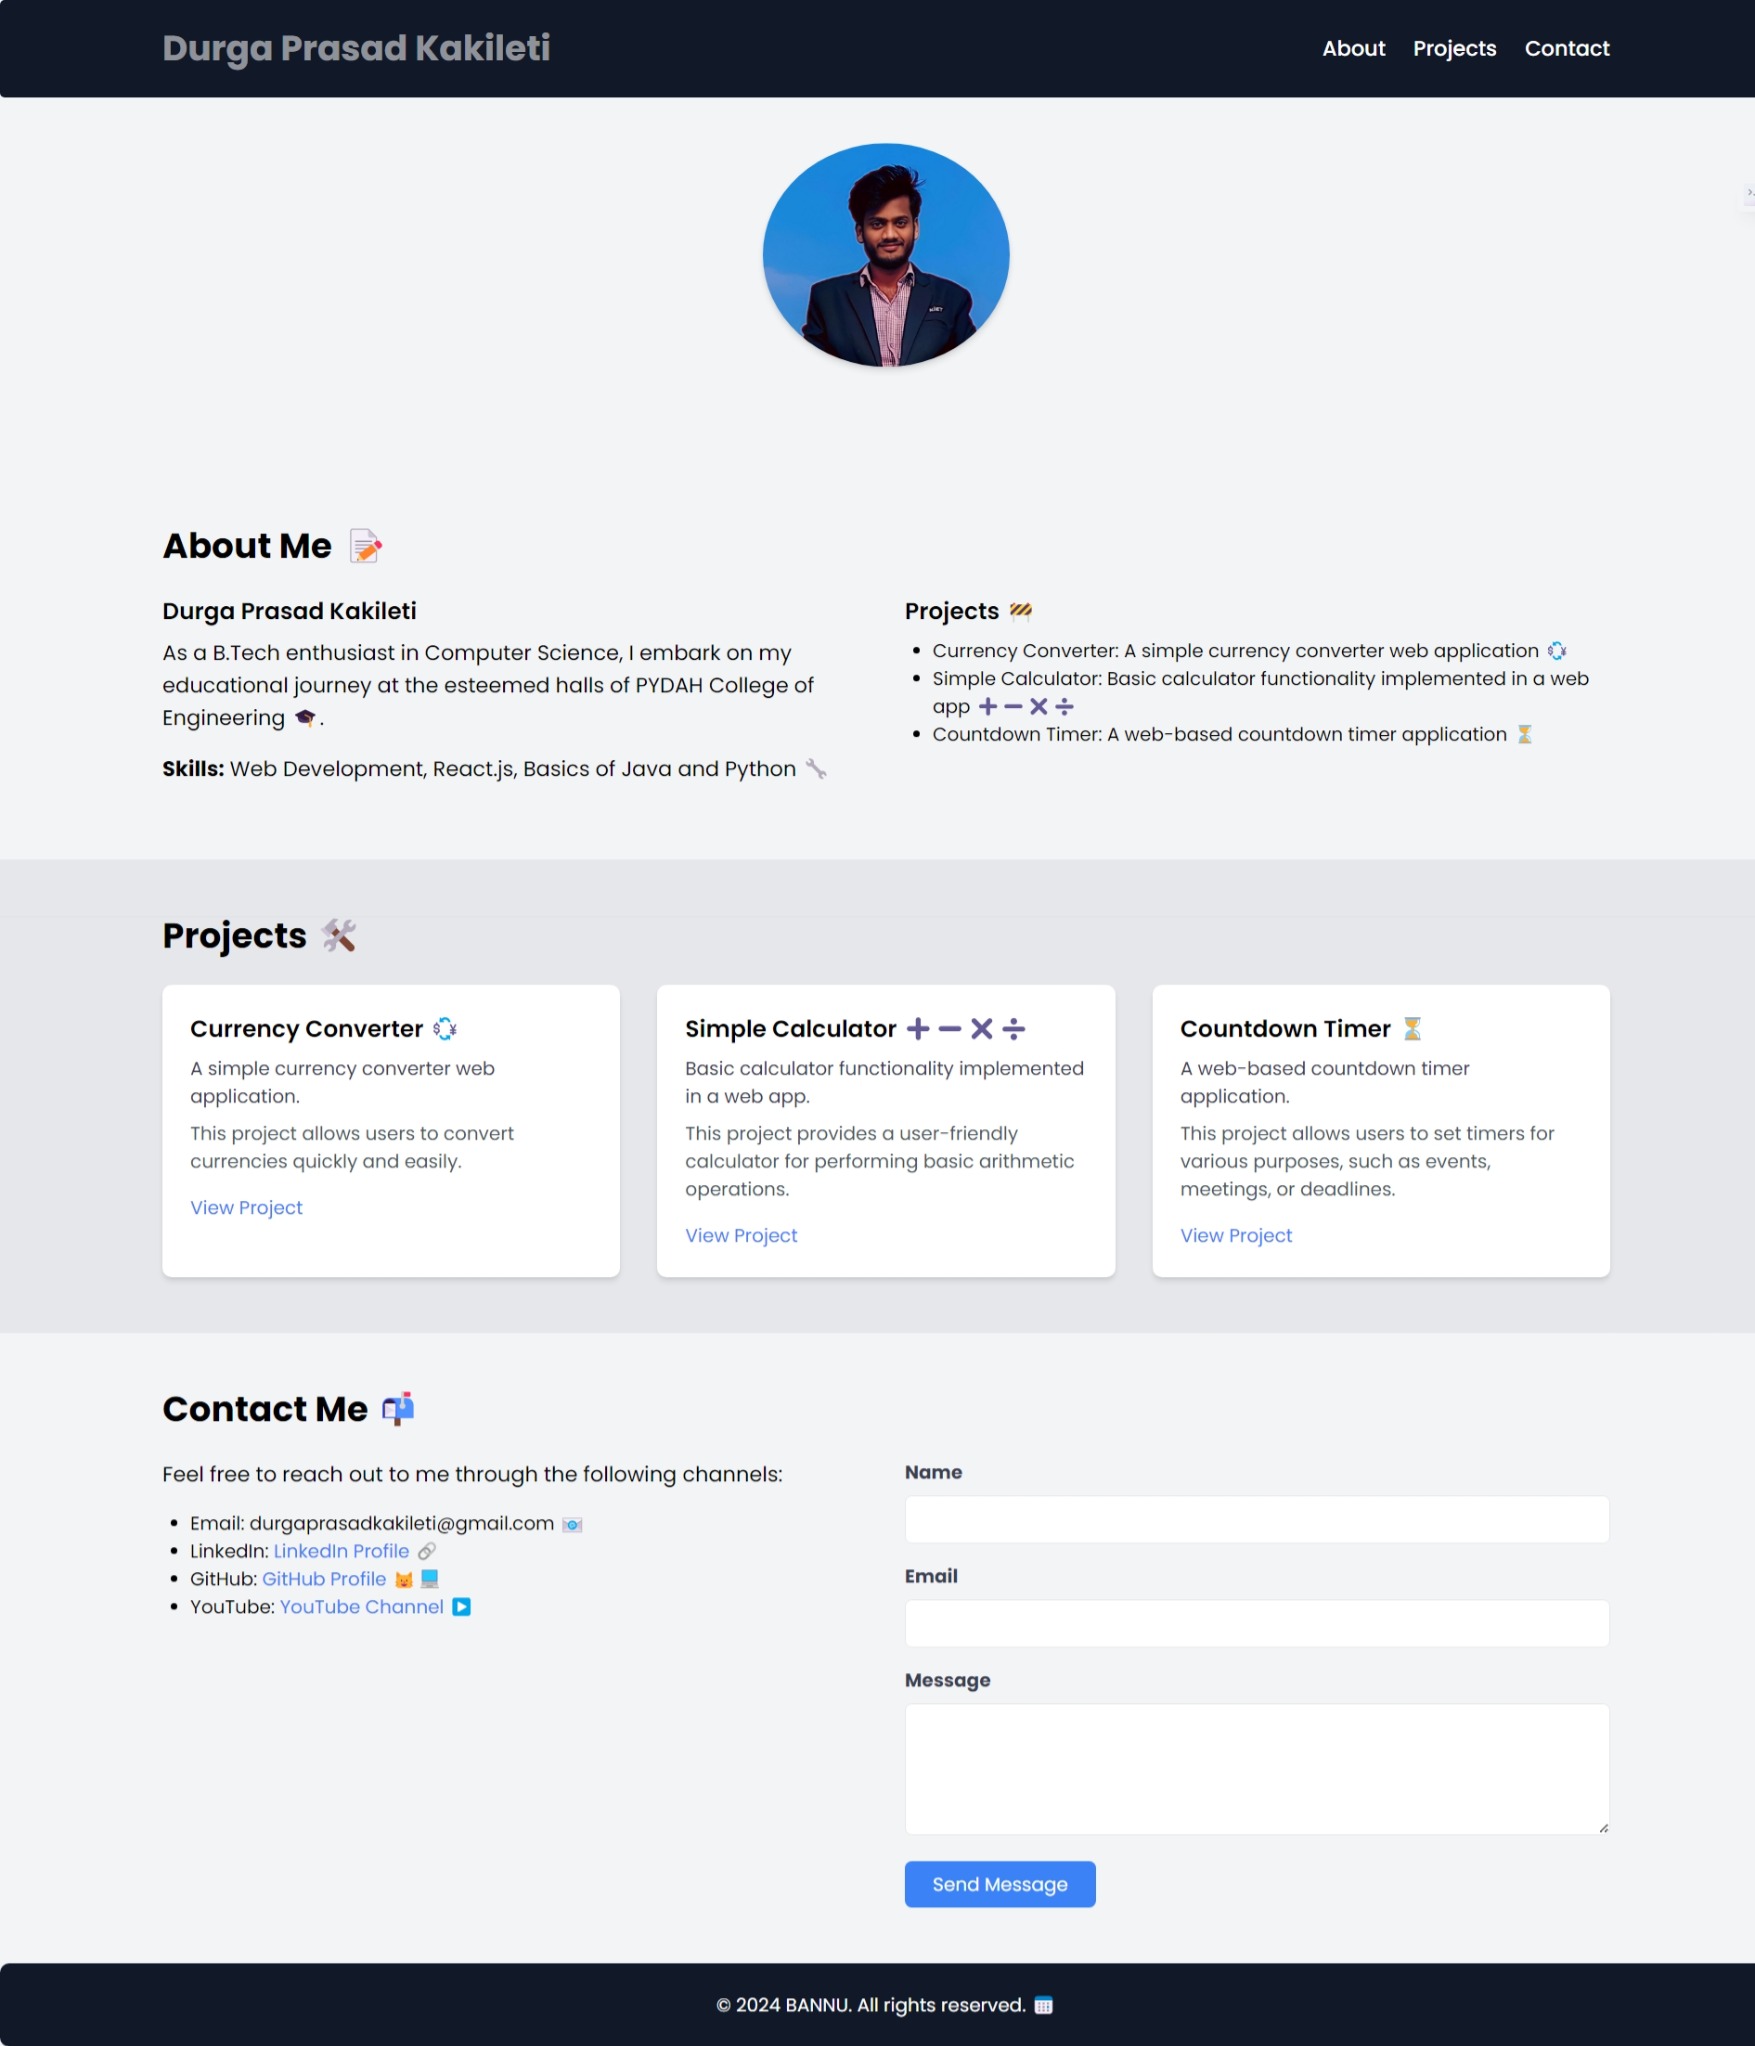 Durga Prasad Kakileti
About Projects Contact
About Me 📝
Durga Prasad Kakileti
As a B.Tech enthusiast in Computer Science, I embark on my
educational journey at the esteemed halls of PYDAH College of
Engineering 🎓.
Skills: Web Development, React.js, Basics of Java and Python 🔧
Projects 🚧
• Currency Converter: A simple currency converter web application 💱
• Simple Calculator: Basic calculator functionality implemented in a web
app ➕➖✖️➗
• Countdown Timer: A web-based countdown timer application ⏳
Projects 🛠️
Currency Converter 💱
A simple currency converter web
application.
This project allows users to convert
currencies quickly and easily.
View Project
Simple Calculator ➕➖✖️➗
Basic calculator functionality implemented
in a web app.
This project provides a user-friendly
calculator for performing basic arithmetic
operations.
View Project
Countdown Timer ⏳
A web-based countdown timer
application.
This project allows users to set timers for
various purposes, such as events,
meetings, or deadlines.
View Project
Contact Me 📬
Feel free to reach out to me through the following channels:
• Email: durgaprasadkakileti@gmail.com 📧
• LinkedIn: LinkedIn Profile 🔗
• GitHub: GitHub Profile 🐱💻
• YouTube: YouTube Channel ▶️
Name
Email
Message
Send Message
© 2024 BANNU. All rights reserved. 📅